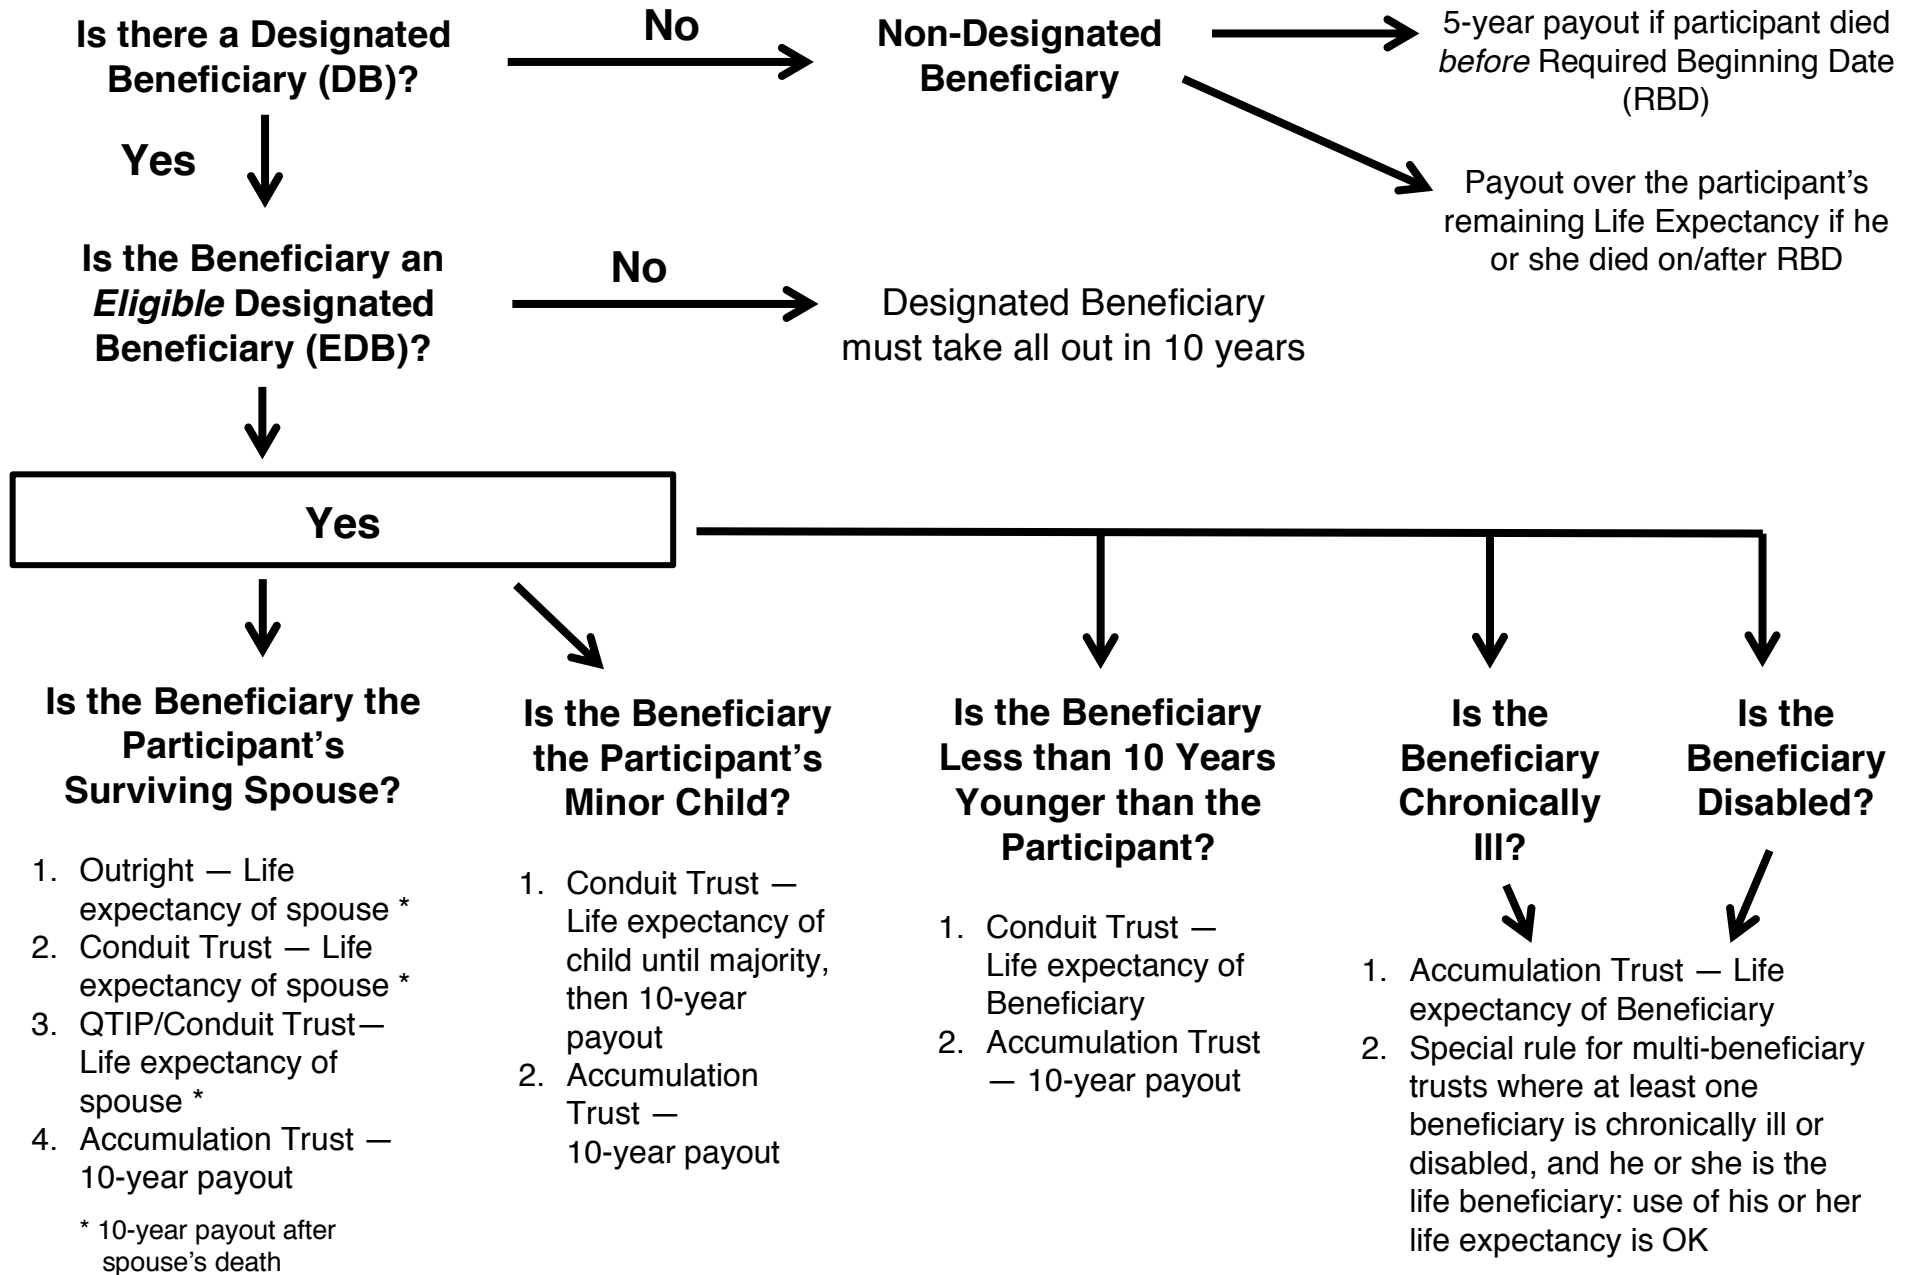 Is there a Designated
Beneficiary (DB)?
No
Non-Designated
Beneficiary
5-year payout if participant died
before Required Beginning Date
(RBD)
Yes
Payout over the participant’s
remaining Life Expectancy if he
or she died on/after RBD
Is the Beneficiary an
Eligible Designated
Beneficiary (EDB)?
No
Designated Beneficiary
must take all out in 10 years
Yes
Is the Beneficiary the
Participant’s
Surviving Spouse?
1. Outright — Life
expectancy of spouse *
2. Conduit Trust — Life
expectancy of spouse *
3. QTIP/Conduit Trust—
Life expectancy of
spouse *
4. Accumulation Trust —
10-year payout
* 10-year payout after
spouse’s death
Is the Beneficiary
the Participant’s
Minor Child?
1. Conduit Trust —
Life expectancy of
child until majority,
then 10-year
payout
2. Accumulation
Trust —
10-year payout
Is the Beneficiary
Less than 10 Years
Younger than the
Participant?
1. Conduit Trust —
Life expectancy of
Beneficiary
2. Accumulation Trust
— 10-year payout
Is the
Beneficiary
Chronically
Ill?
Is the
Beneficiary
Disabled?
1. Accumulation Trust — Life
expectancy of Beneficiary
2. Special rule for multi-beneficiary
trusts where at least one
beneficiary is chronically ill or
disabled, and he or she is the
life beneficiary: use of his or her
life expectancy is OK